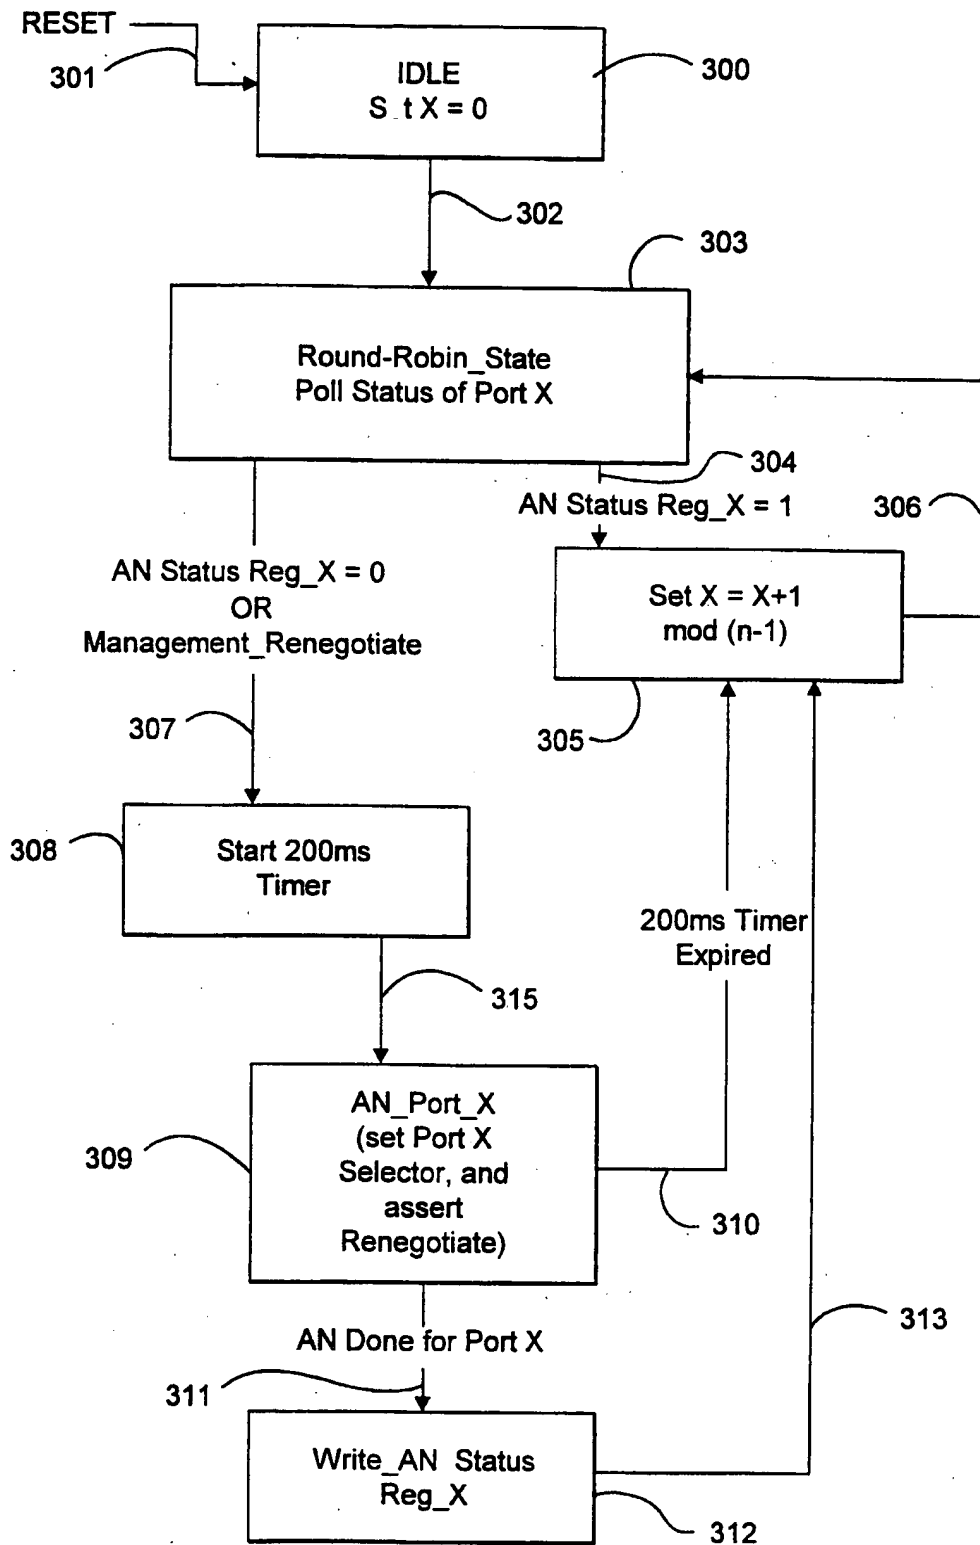 RESET
301
IDLE
S_t X = 0
300
302
303
Round-Robin_State
Poll Status of Port X
304
AN Status Reg_X = 1
306
AN Status Reg_X = 0
OR
Management_Renegotiate
Set X = X+1
mod (n-1)
307
305
308
Start 200ms
Timer
200ms Timer
Expired
315
AN_Port_X
(set Port X
Selector, and
assert
Renegotiate)
309
310
AN Done for Port X
313
311
Write_AN_Status
Reg_X
312